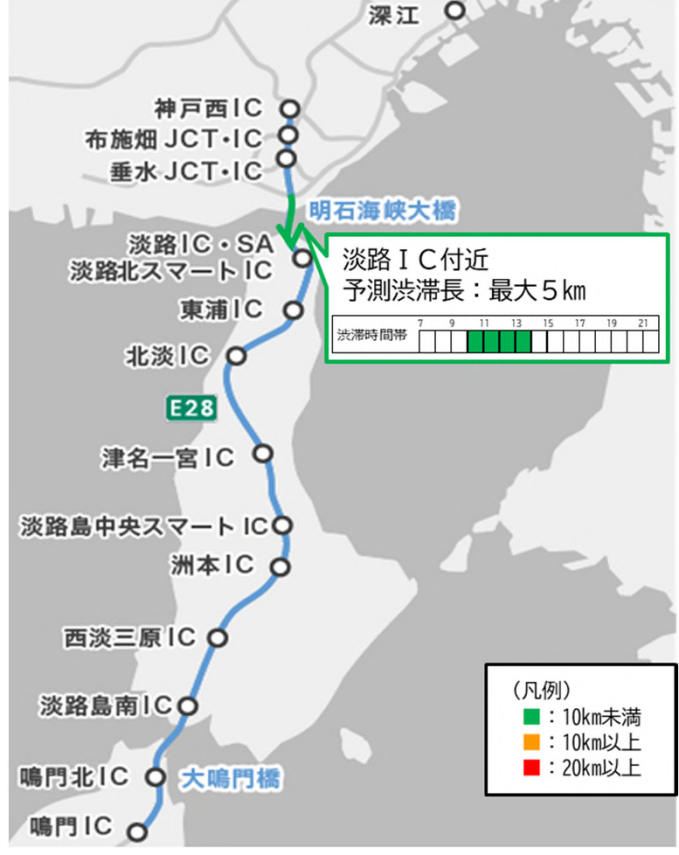 深江
神戸西IC
布施畑JCT・IC
垂水JCT・IC
明石海峡大橋
淡路IC・SA
淡路北スマートIC
淡路ＩＣ付近
予測渋滞長：最大５㎞
7 9 11 13 15 17 19 21
渋滞時間帯
東浦IC
北淡IC
E28
津名一宮IC
淡路島中央スマートIC
洲本IC
西淡三原IC
淡路島南IC
鳴門北IC
大鳴門橋
鳴門IC
（凡例）
：10㎞未満
：10㎞以上
：20㎞以上